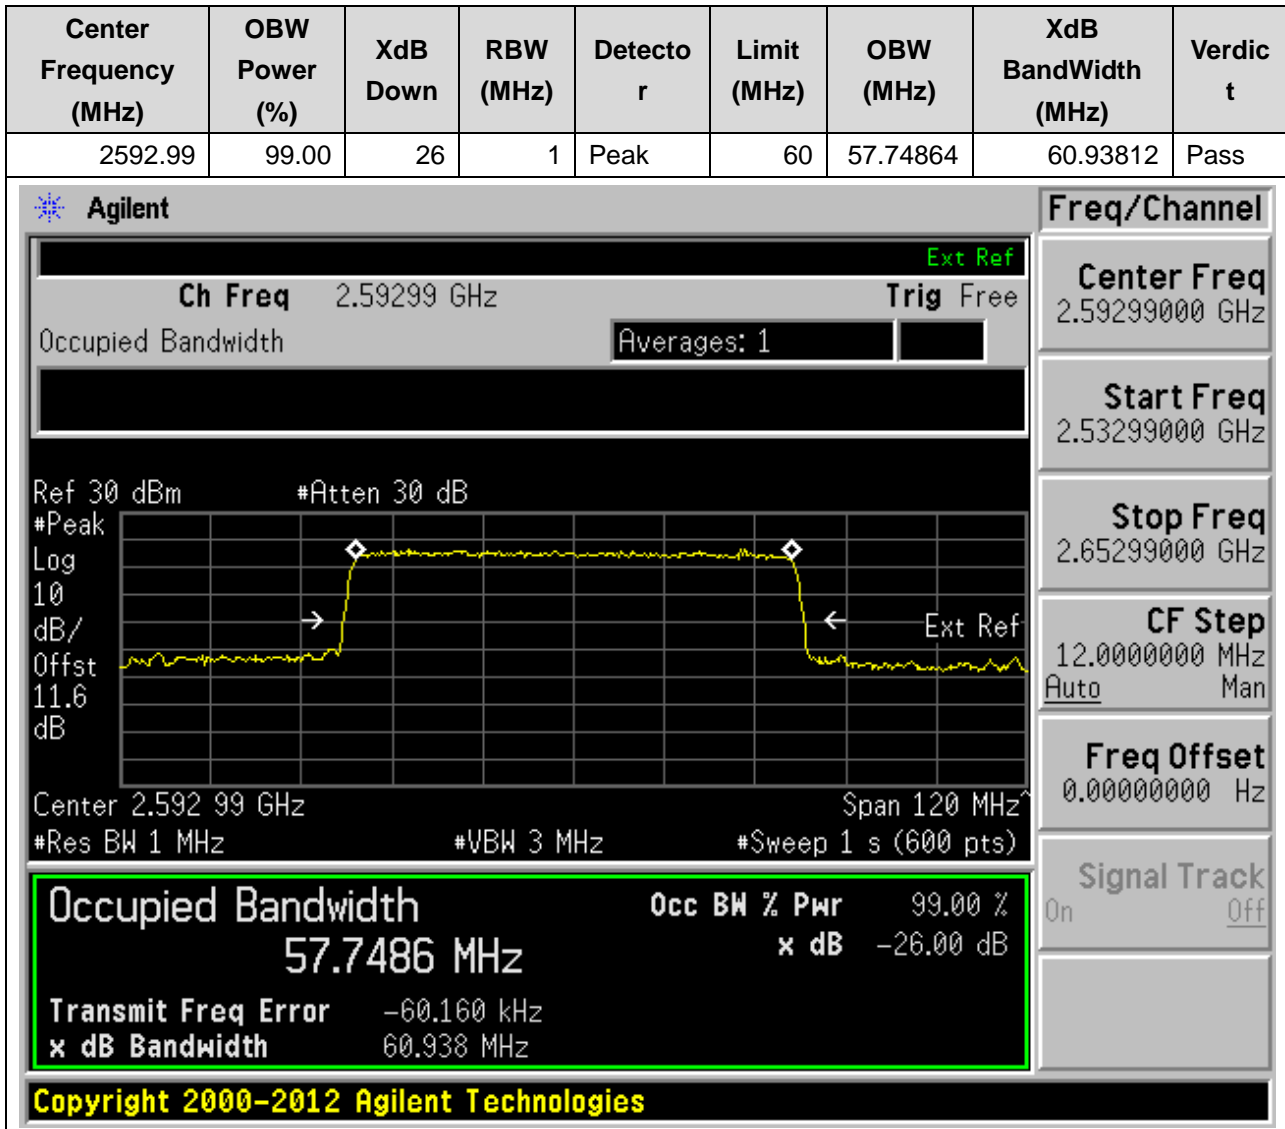 Center Frequency (MHz) OBW Power (%) XdB Down RBW (MHz) Detecto r Limit (MHz) OBW (MHz) XdB BandWidth (MHz) Verdic t
2592.99 99.00 26 1 Peak 60 57.74864 60.93812 Pass
Agilent Freq/Channel
Ext Ref
Ch Freq 2.59299 GHz Trig Free
Occupied Bandwidth Averages: 1
Ref 30 dBm #Atten 30 dB
#Peak
Log
10
dB/
Offst
11.6
dB
Ext Ref
Center 2.592 99 GHz Span 120 MHz^
#Res BW 1 MHz #VBW 3 MHz #Sweep 1 s (600 pts)
Occupied Bandwidth Occ BW % Pwr 99.00 %
57.7486 MHz x dB -26.00 dB
Transmit Freq Error -60.160 kHz
x dB Bandwidth 60.938 MHz
Center Freq
2.59299000 GHz
Start Freq
2.53299000 GHz
Stop Freq
2.65299000 GHz
CF Step
12.0000000 MHz
Auto Man
Freq Offset
0.00000000 Hz
Signal Track
On Off
Copyright 2000-2012 Agilent Technologies